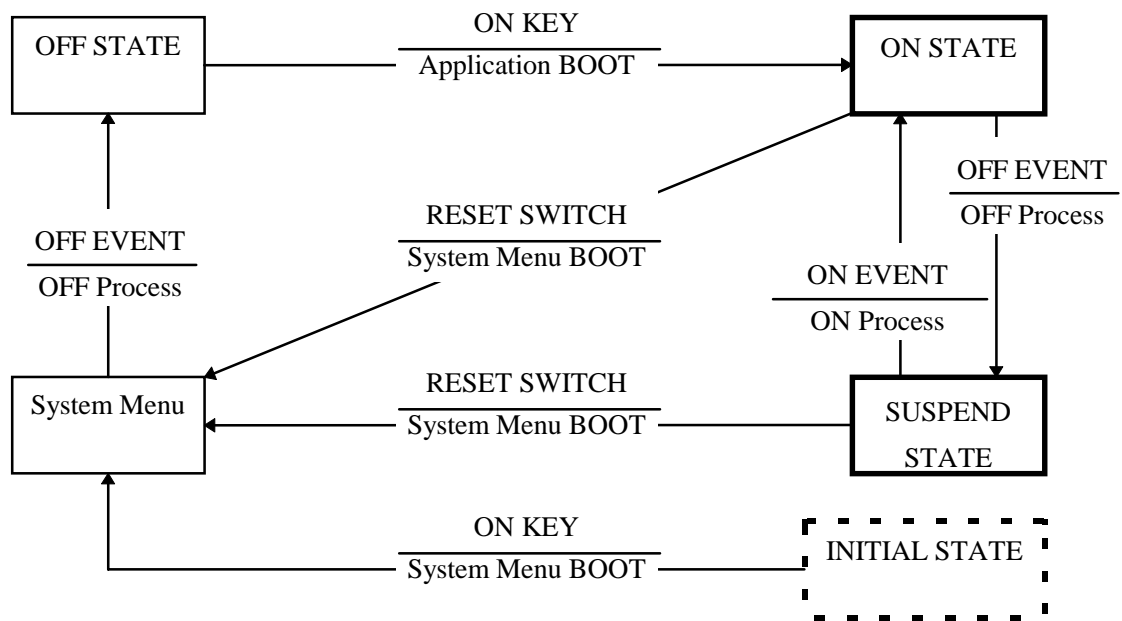 OFF STATE
ON KEY
Application BOOT
ON STATE
OFF EVENT
OFF Process
RESET SWITCH
System Menu BOOT
OFF EVENT
OFF Process
ON EVENT
ON Process
System Menu
RESET SWITCH
System Menu BOOT
SUSPEND
STATE
ON KEY
System Menu BOOT
INITIAL STATE